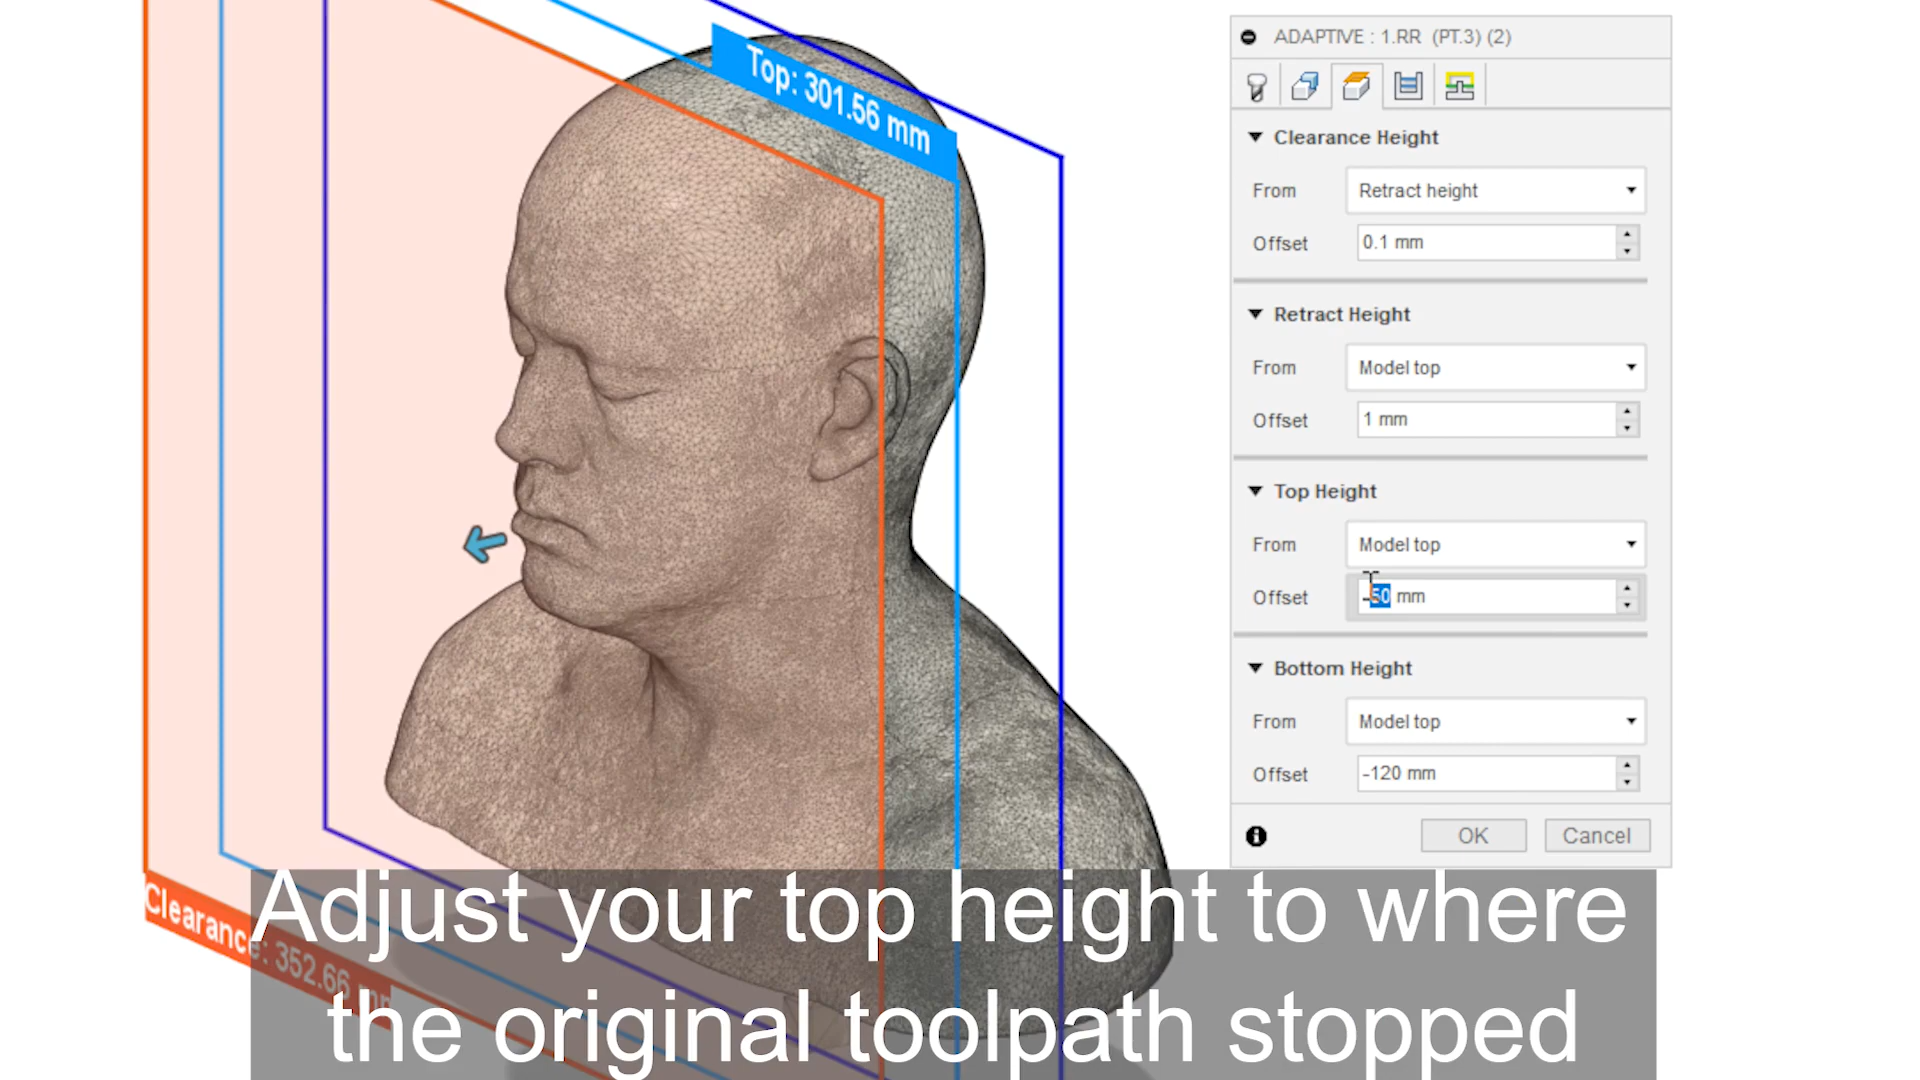 Top: 301.56 mm
Clearance: 352.66 mm
ADAPTIVE : 1.RR (PT.3) (2)
Clearance Height
From Retract height
Offset 0.1 mm
Retract Height
From Model top
Offset 1 mm
Top Height
From Model top
Offset -50 mm
Bottom Height
From Model top
Offset -120 mm
OK Cancel
Adjust your top height to where
the original toolpath stopped